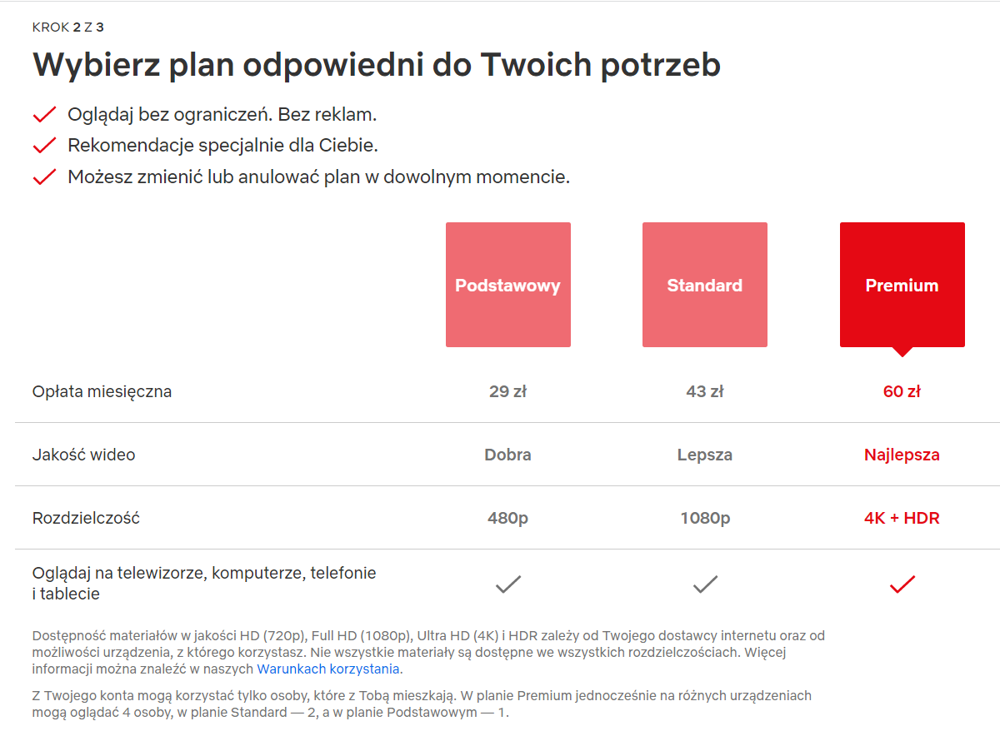 KROK 2 Z 3
Wybierz plan odpowiedni do Twoich potrzeb
Oglądaj bez ograniczeń. Bez reklam.
Rekomendacje specjalnie dla Ciebie.
Możesz zmienić lub anulować plan w dowolnym momencie.
Podstawowy Standard Premium
Opłata miesięczna 29 zł 43 zł 60 zł
Jakość wideo Dobra Lepsza Najlepsza
Rozdzielczość 480p 1080p 4K + HDR
Oglądaj na telewizorze, komputerze, telefonie
i tablecie
Dostępność materiałów w jakości HD (720p), Full HD (1080p), Ultra HD (4K) i HDR zależy od Twojego dostawcy internetu oraz od
możliwości urządzenia, z którego korzystasz. Nie wszystkie materiały są dostępne we wszystkich rozdzielczościach. Więcej
informacji można znaleźć w naszych Warunkach korzystania.
Z Twojego konta mogą korzystać tylko osoby, które z Tobą mieszkają. W planie Premium jednocześnie na różnych urządzeniach
mogą oglądać 4 osoby, w planie Standard — 2, a w planie Podstawowym — 1.